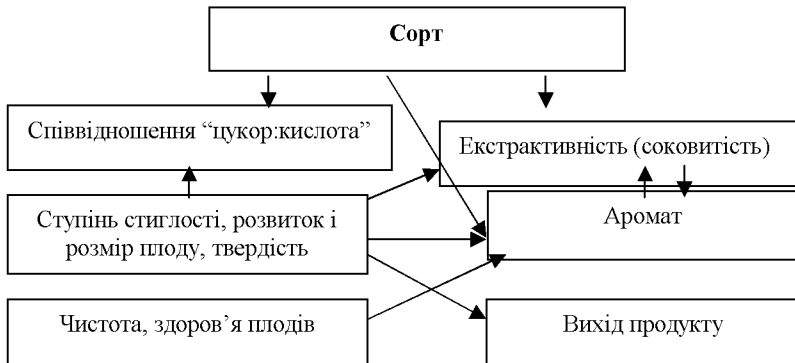 Сорт
Співвідношення “цукор:кислота”
Екстрактивність (соковитість)
Ступінь стиглості, розвиток і
розмір плоду, твердість
Аромат
Чистота, здоров’я плодів
Вихід продукту